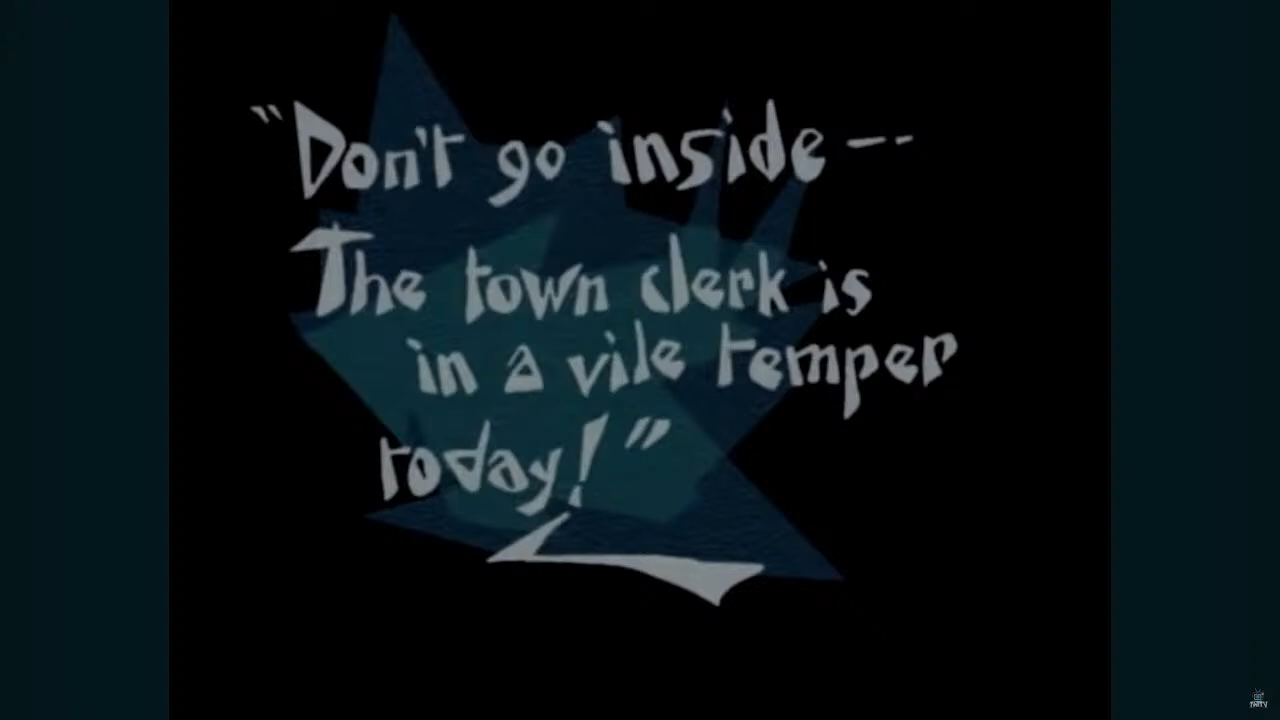 "Don't go inside --
The town clerk is
in a vile temper
today!"